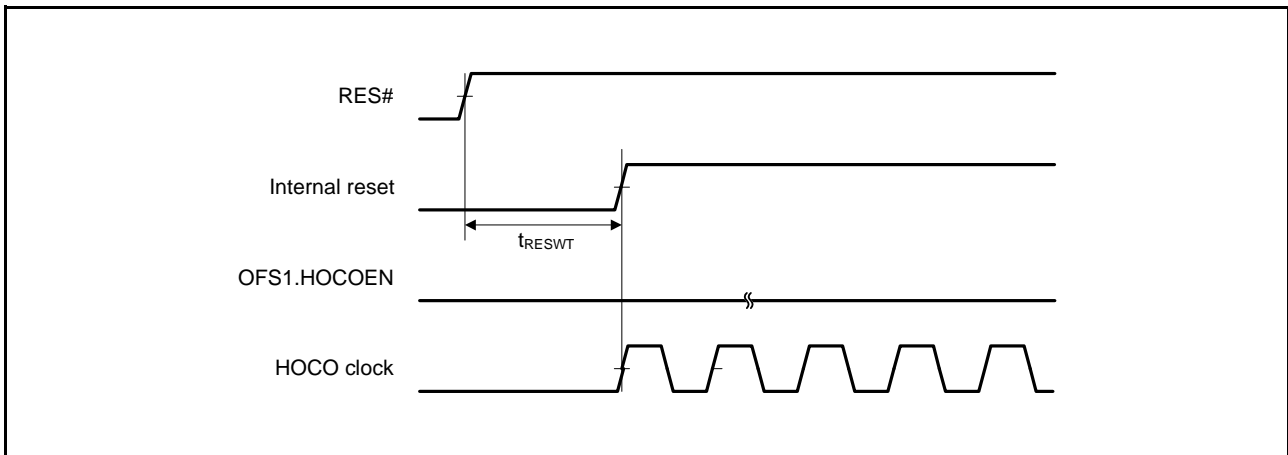 RES#
Internal reset
tRESWT
OFS1.HOCOEN
HOCO clock